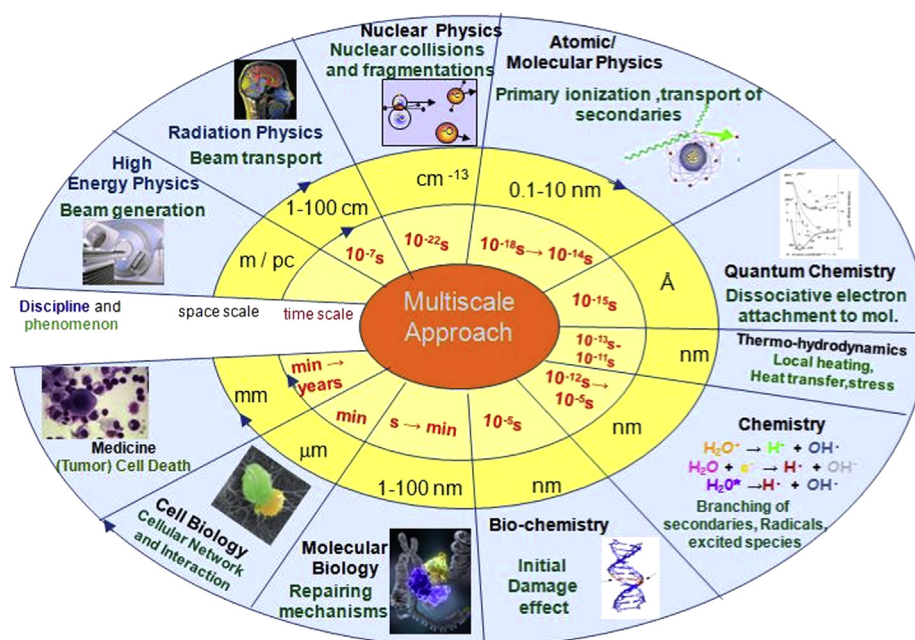 Nuclear Physics
Nuclear collisions
and fragmentations
Atomic/
Molecular Physics
Primary ionization ,transport of
secondaries
Radiation Physics
Beam transport
High
Energy Physics
Beam generation
cm -13
0.1-10 nm
1-100 cm
m / pc
10-7s
10-22s
10-18s→ 10-14s
10-15s
Å
Quantum Chemistry
Dissociative electron
attachment to mol.
Multiscale
Approach
Discipline and
phenomenon
space scale
time scale
10-13s-
10-11s
nm
Thermo-hydrodynamics
Local heating,
Heat transfer,stress
10-12s→
10-5s
nm
min →
years
mm
min
s → min
10-5s
μm
1-100 nm
nm
Chemistry
H2O+ → H+ + OH·
H2O + e- → H· + OH-
H2O* → H· + OH·
Branching of
secondaries, Radicals,
excited species
Medicine
(Tumor) Cell Death
Cell Biology
Cellular Network
and Interaction
Molecular
Biology
Repairing
mechanisms
Bio-chemistry
Initial
Damage
effect